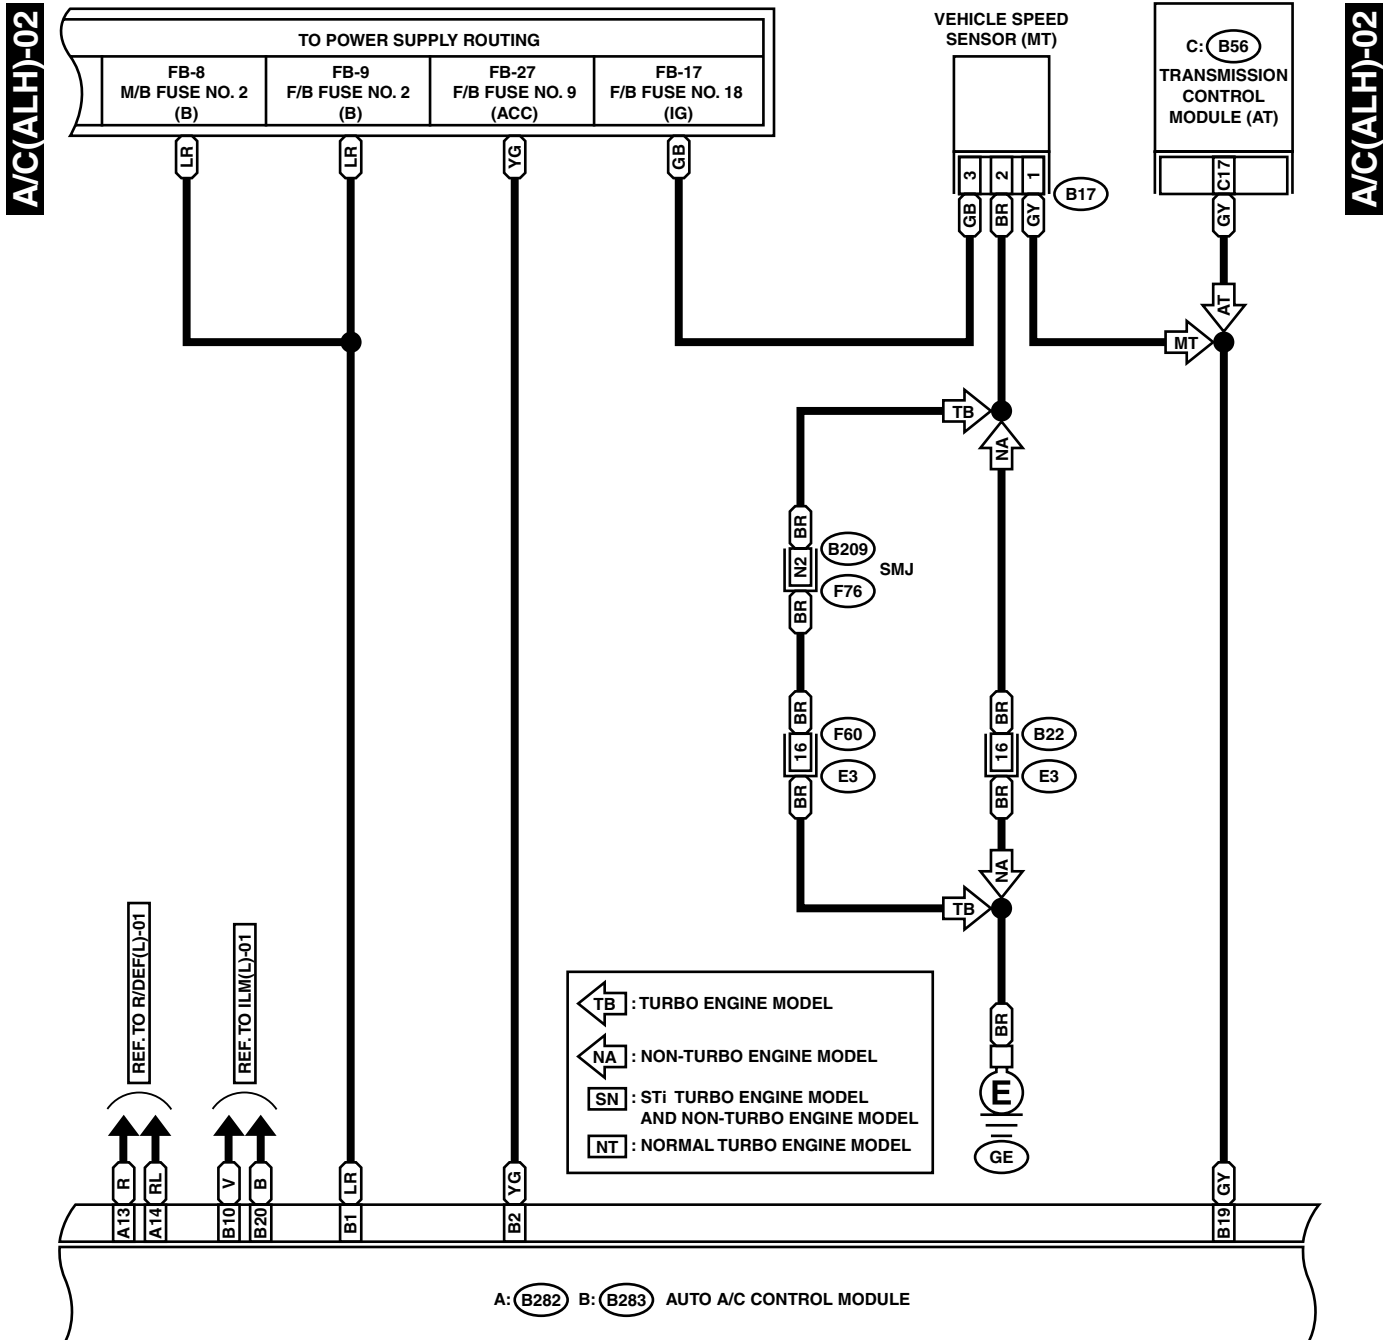 A/C(ALH)-02
A/C(ALH)-02
TO POWER SUPPLY ROUTING
FB-8
M/B FUSE NO. 2
(B)
FB-9
F/B FUSE NO. 2
(B)
FB-27
F/B FUSE NO. 9
(ACC)
FB-17
F/B FUSE NO. 18
(IG)
LR
LR
YG
GB
VEHICLE SPEED
SENSOR (MT)
3
2
1
B17
GB
BR
GY
C: B56
TRANSMISSION
CONTROL
MODULE (AT)
C17
GY
AT
MT
TB
NA
BR
N2
B209
SMJ
F76
BR
BR
16
F60
E3
BR
BR
16
B22
E3
BR
NA
TB
BR
E
GE
REF. TO R/DEF(L)-01
REF. TO ILM(L)-01
TB : TURBO ENGINE MODEL
NA : NON-TURBO ENGINE MODEL
SN : STi TURBO ENGINE MODEL
AND NON-TURBO ENGINE MODEL
NT : NORMAL TURBO ENGINE MODEL
R
RL
V
B
LR
YG
GY
A13
A14
B10
B20
B1
B2
B19
A: B282 B: B283 AUTO A/C CONTROL MODULE